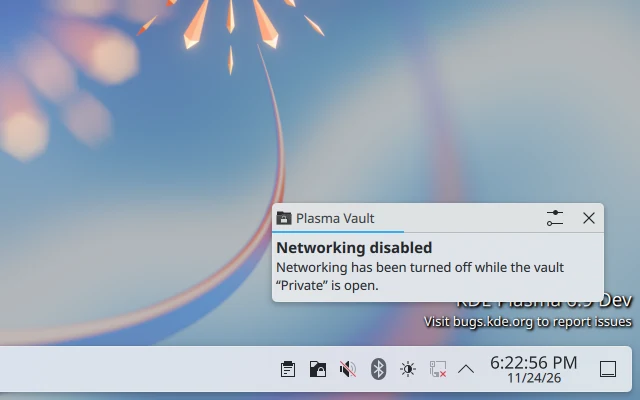 Plasma Vault
Networking disabled
Networking has been turned off while the vault
“Private” is open.
KDE Plasma 6.9 Dev
Visit bugs.kde.org to report issues
6:22:56 PM
11/24/26